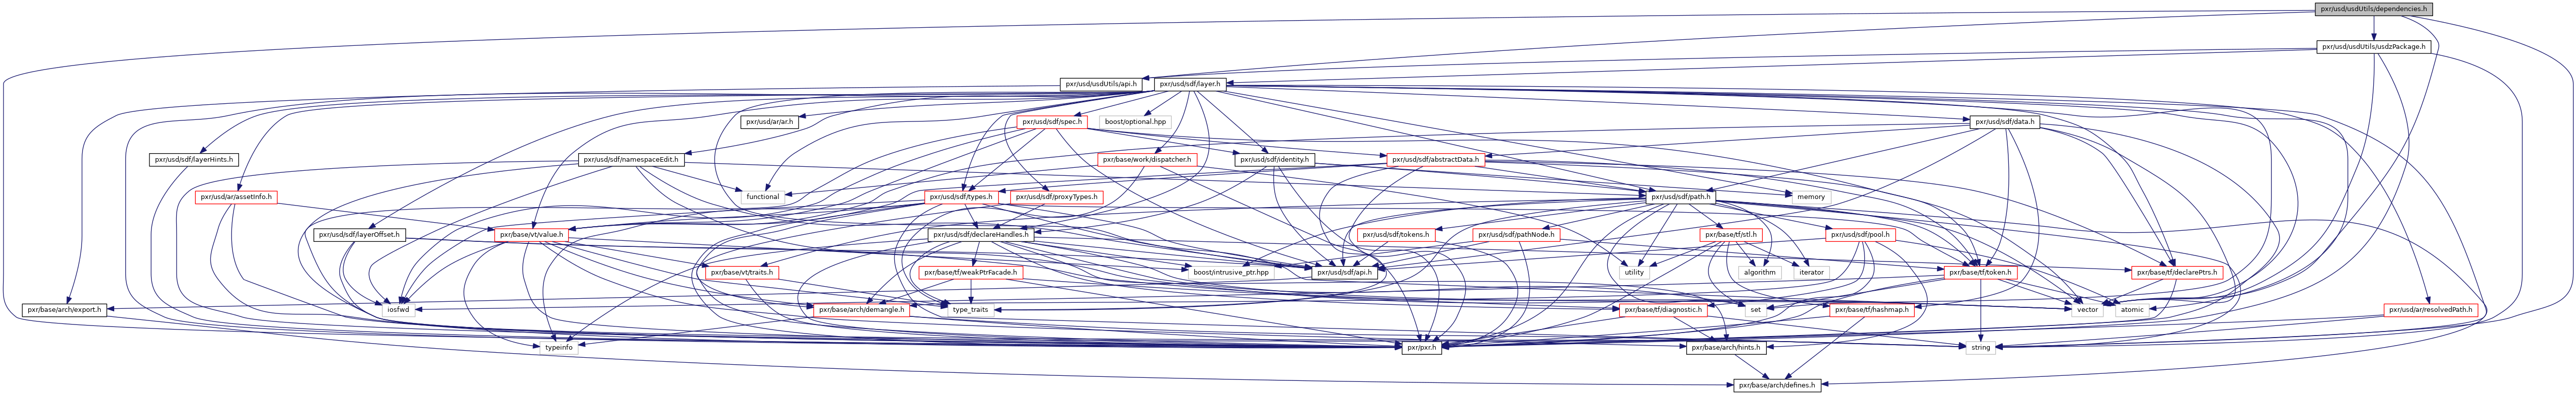 pxr/usd/usdUtils/dependencies.h
pxr/usd/usdUtils/usdzPackage.h
pxr/usd/usdUtils/api.h
pxr/usd/sdf/layer.h
pxr/usd/ar/ar.h
pxr/usd/sdf/spec.h
boost/optional.hpp
pxr/usd/sdf/data.h
pxr/usd/sdf/layerHints.h
pxr/usd/sdf/namespaceEdit.h
pxr/base/work/dispatcher.h
pxr/usd/sdf/identity.h
pxr/usd/sdf/abstractData.h
pxr/usd/ar/assetInfo.h
functional
pxr/usd/sdf/types.h
pxr/usd/sdf/proxyTypes.h
pxr/usd/sdf/path.h
memory
pxr/usd/sdf/layerOffset.h
pxr/base/vt/value.h
pxr/usd/sdf/declareHandles.h
pxr/usd/sdf/tokens.h
pxr/usd/sdf/pathNode.h
pxr/base/tf/stl.h
pxr/usd/sdf/pool.h
pxr/base/vt/traits.h
pxr/base/tf/weakPtrFacade.h
boost/intrusive_ptr.hpp
pxr/usd/sdf/api.h
utility
algorithm
iterator
pxr/base/tf/token.h
pxr/base/tf/declarePtrs.h
pxr/base/arch/export.h
iosfwd
pxr/base/arch/demangle.h
type_traits
pxr/base/tf/diagnostic.h
set
pxr/base/tf/hashmap.h
vector
atomic
pxr/usd/ar/resolvedPath.h
typeinfo
pxr/pxr.h
pxr/base/arch/hints.h
string
pxr/base/arch/defines.h